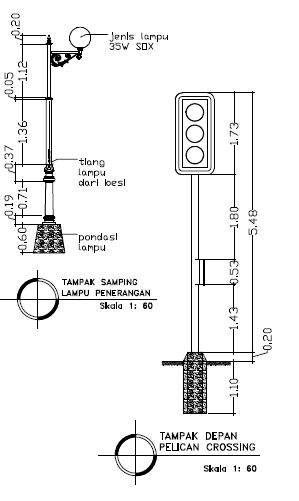 0.20
jenis lampu
35W SOX
1.12
0.05
1.36
1.73
0.37
tiang
lampu
dari besi
0.71
0.19
1.80
5.48
pondasi
lampu
0.60
0.53
TAMPAK SAMPING
LAMPU PENERANGAN
Skala 1: 60
1.43
0.20
1.10
TAMPAK DEPAN
PELICAN CROSSING
Skala 1: 60